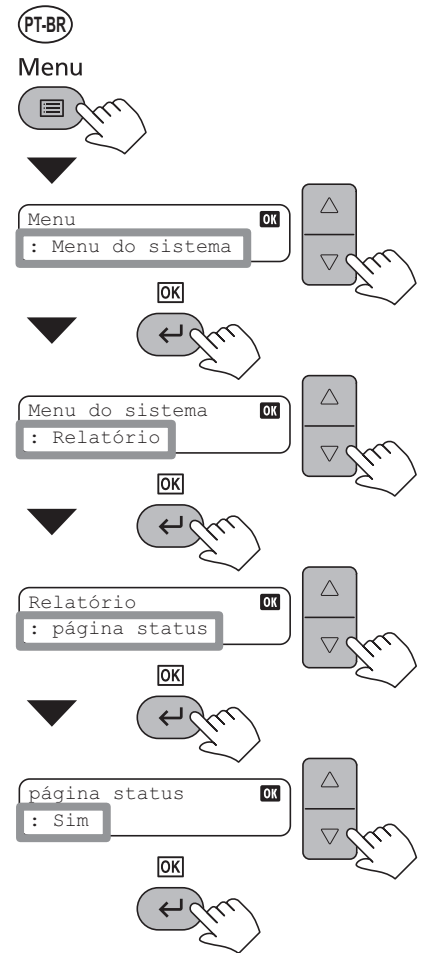 PT-BR
Menu
Menu OK
: Menu do sistema
OK
Menu do sistema OK
: Relatório
OK
Relatório OK
: página status
OK
página status OK
: Sim
OK